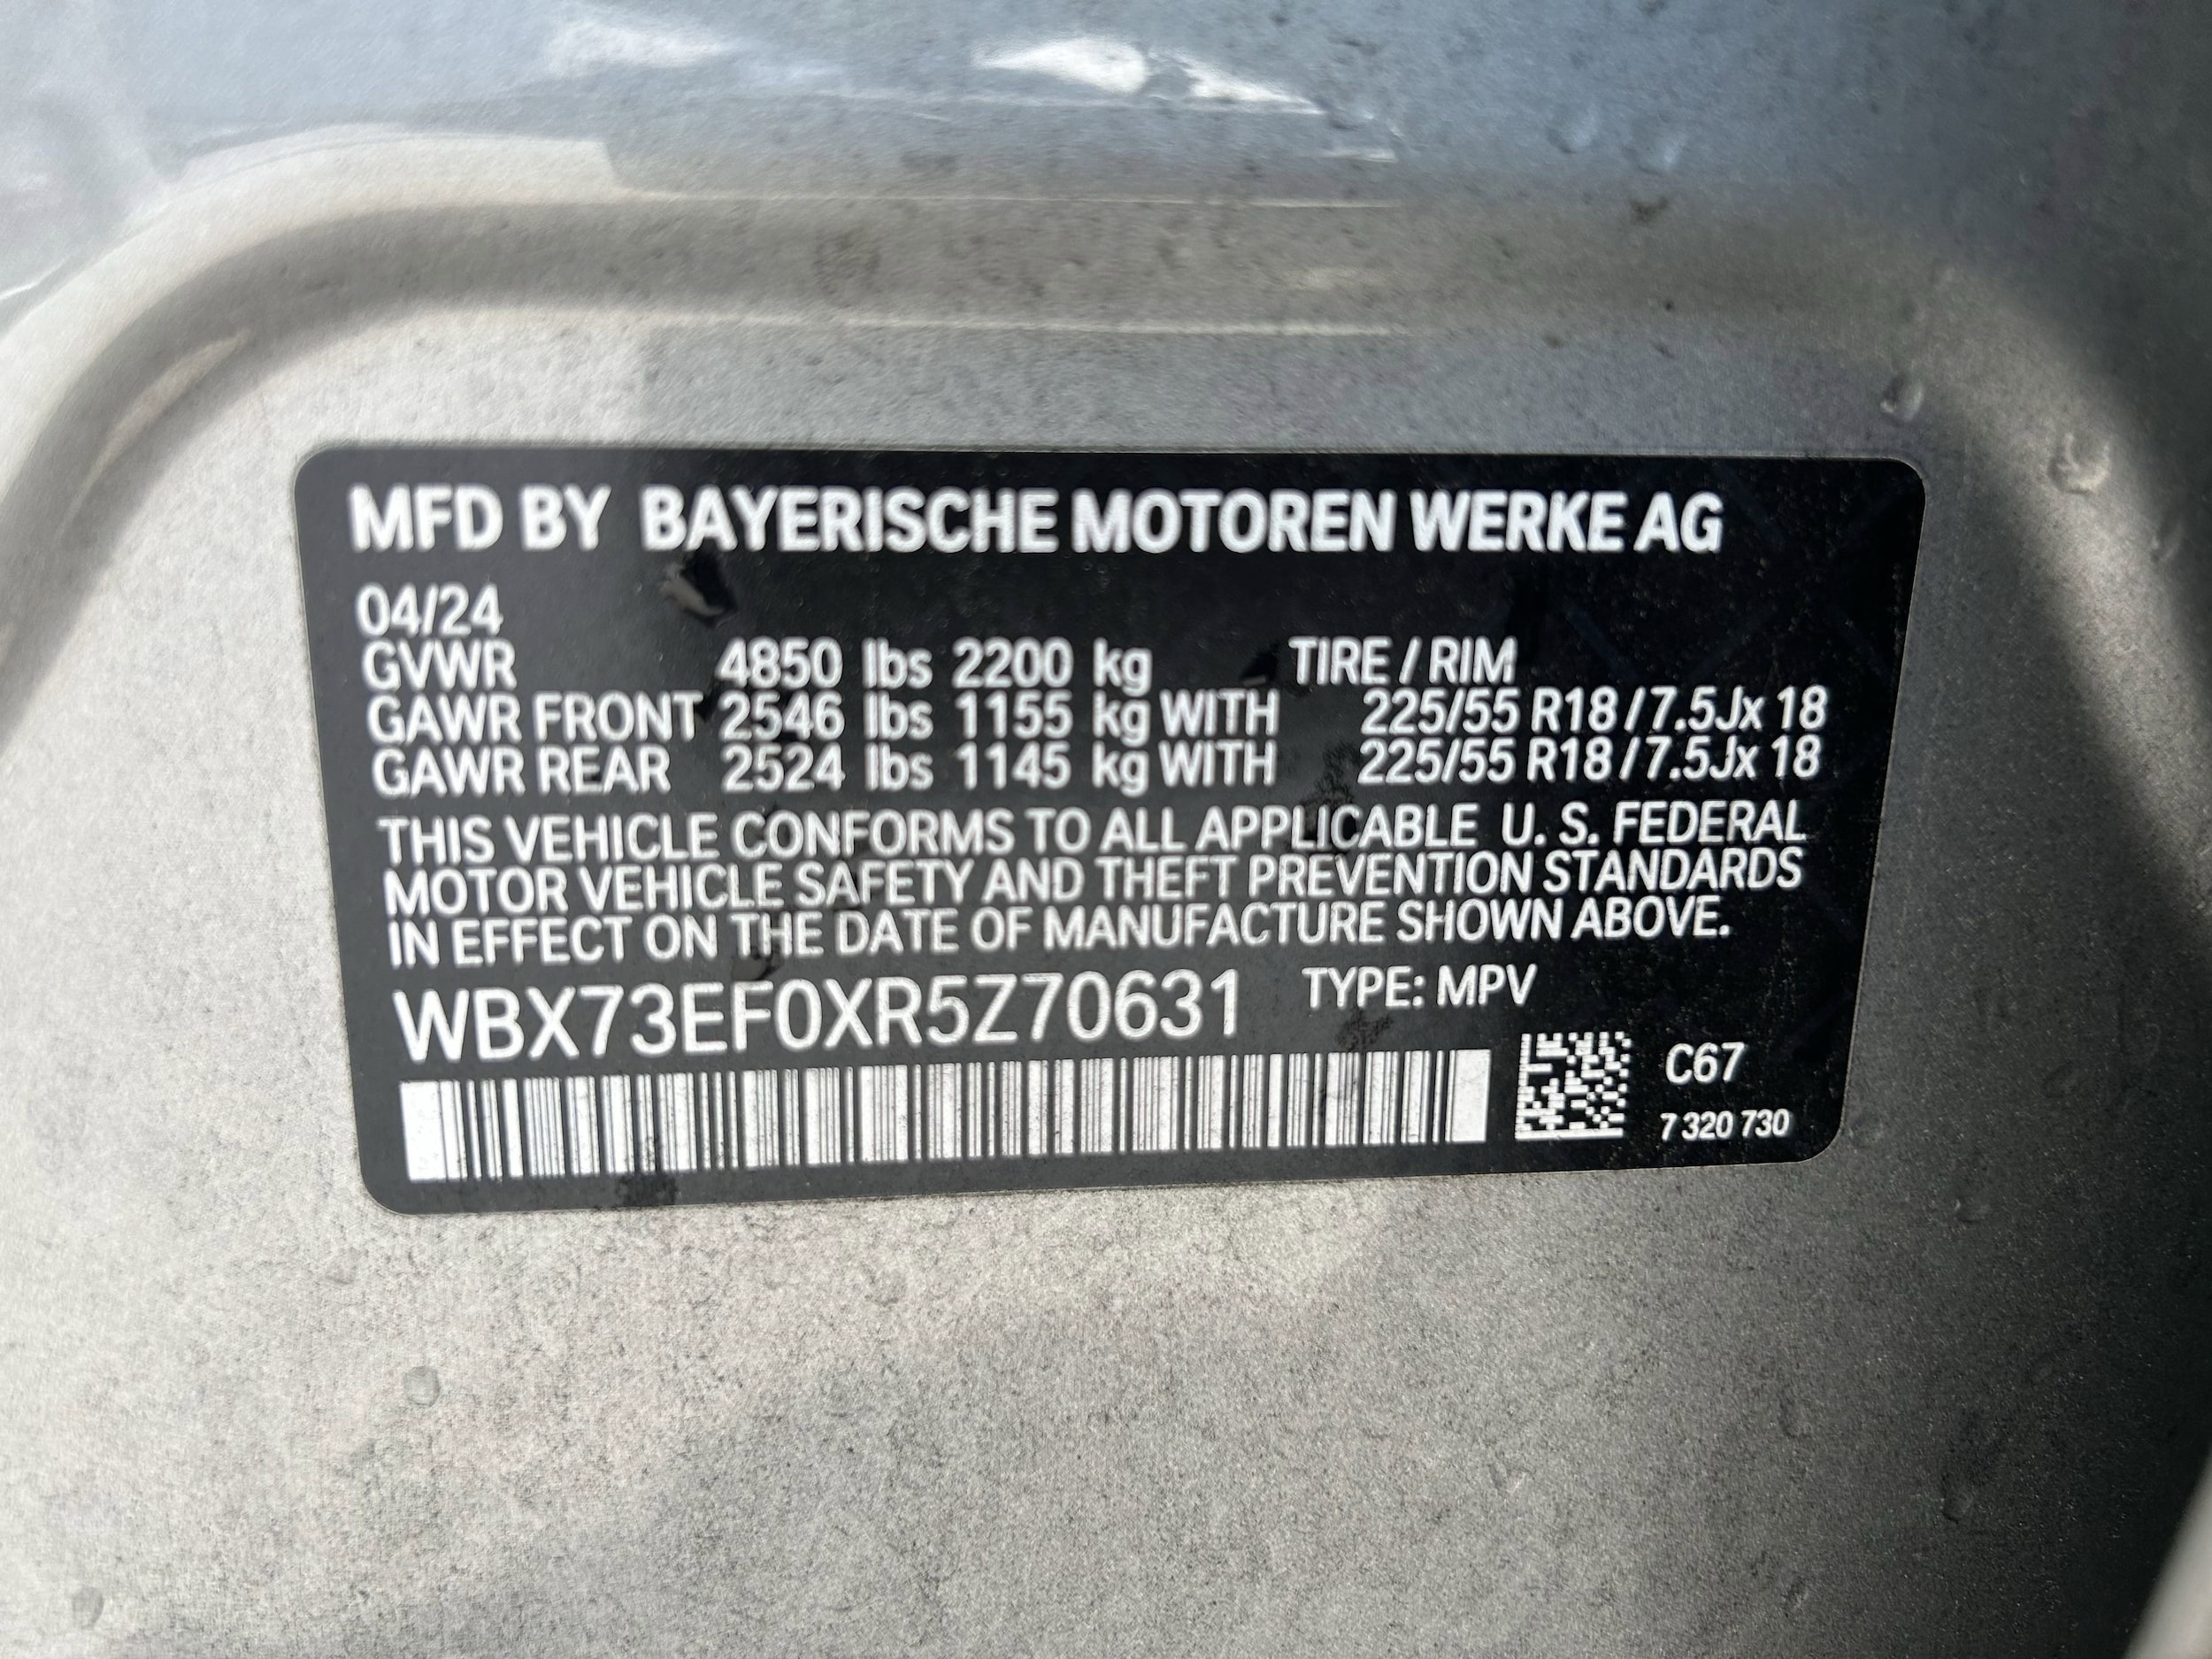 MFD BY BAYERISCHE MOTOREN WERKE AG
04/24
GVWR 4850 lbs 2200 kg TIRE / RIM
GAWR FRONT 2546 lbs 1155 kg WITH 225/55 R18 / 7.5Jx 18
GAWR REAR 2524 lbs 1145 kg WITH 225/55 R18 / 7.5Jx 18
THIS VEHICLE CONFORMS TO ALL APPLICABLE U. S. FEDERAL
MOTOR VEHICLE SAFETY AND THEFT PREVENTION STANDARDS
IN EFFECT ON THE DATE OF MANUFACTURE SHOWN ABOVE.
WBX73EF0XR5Z70631 TYPE: MPV
C67
7 320 730